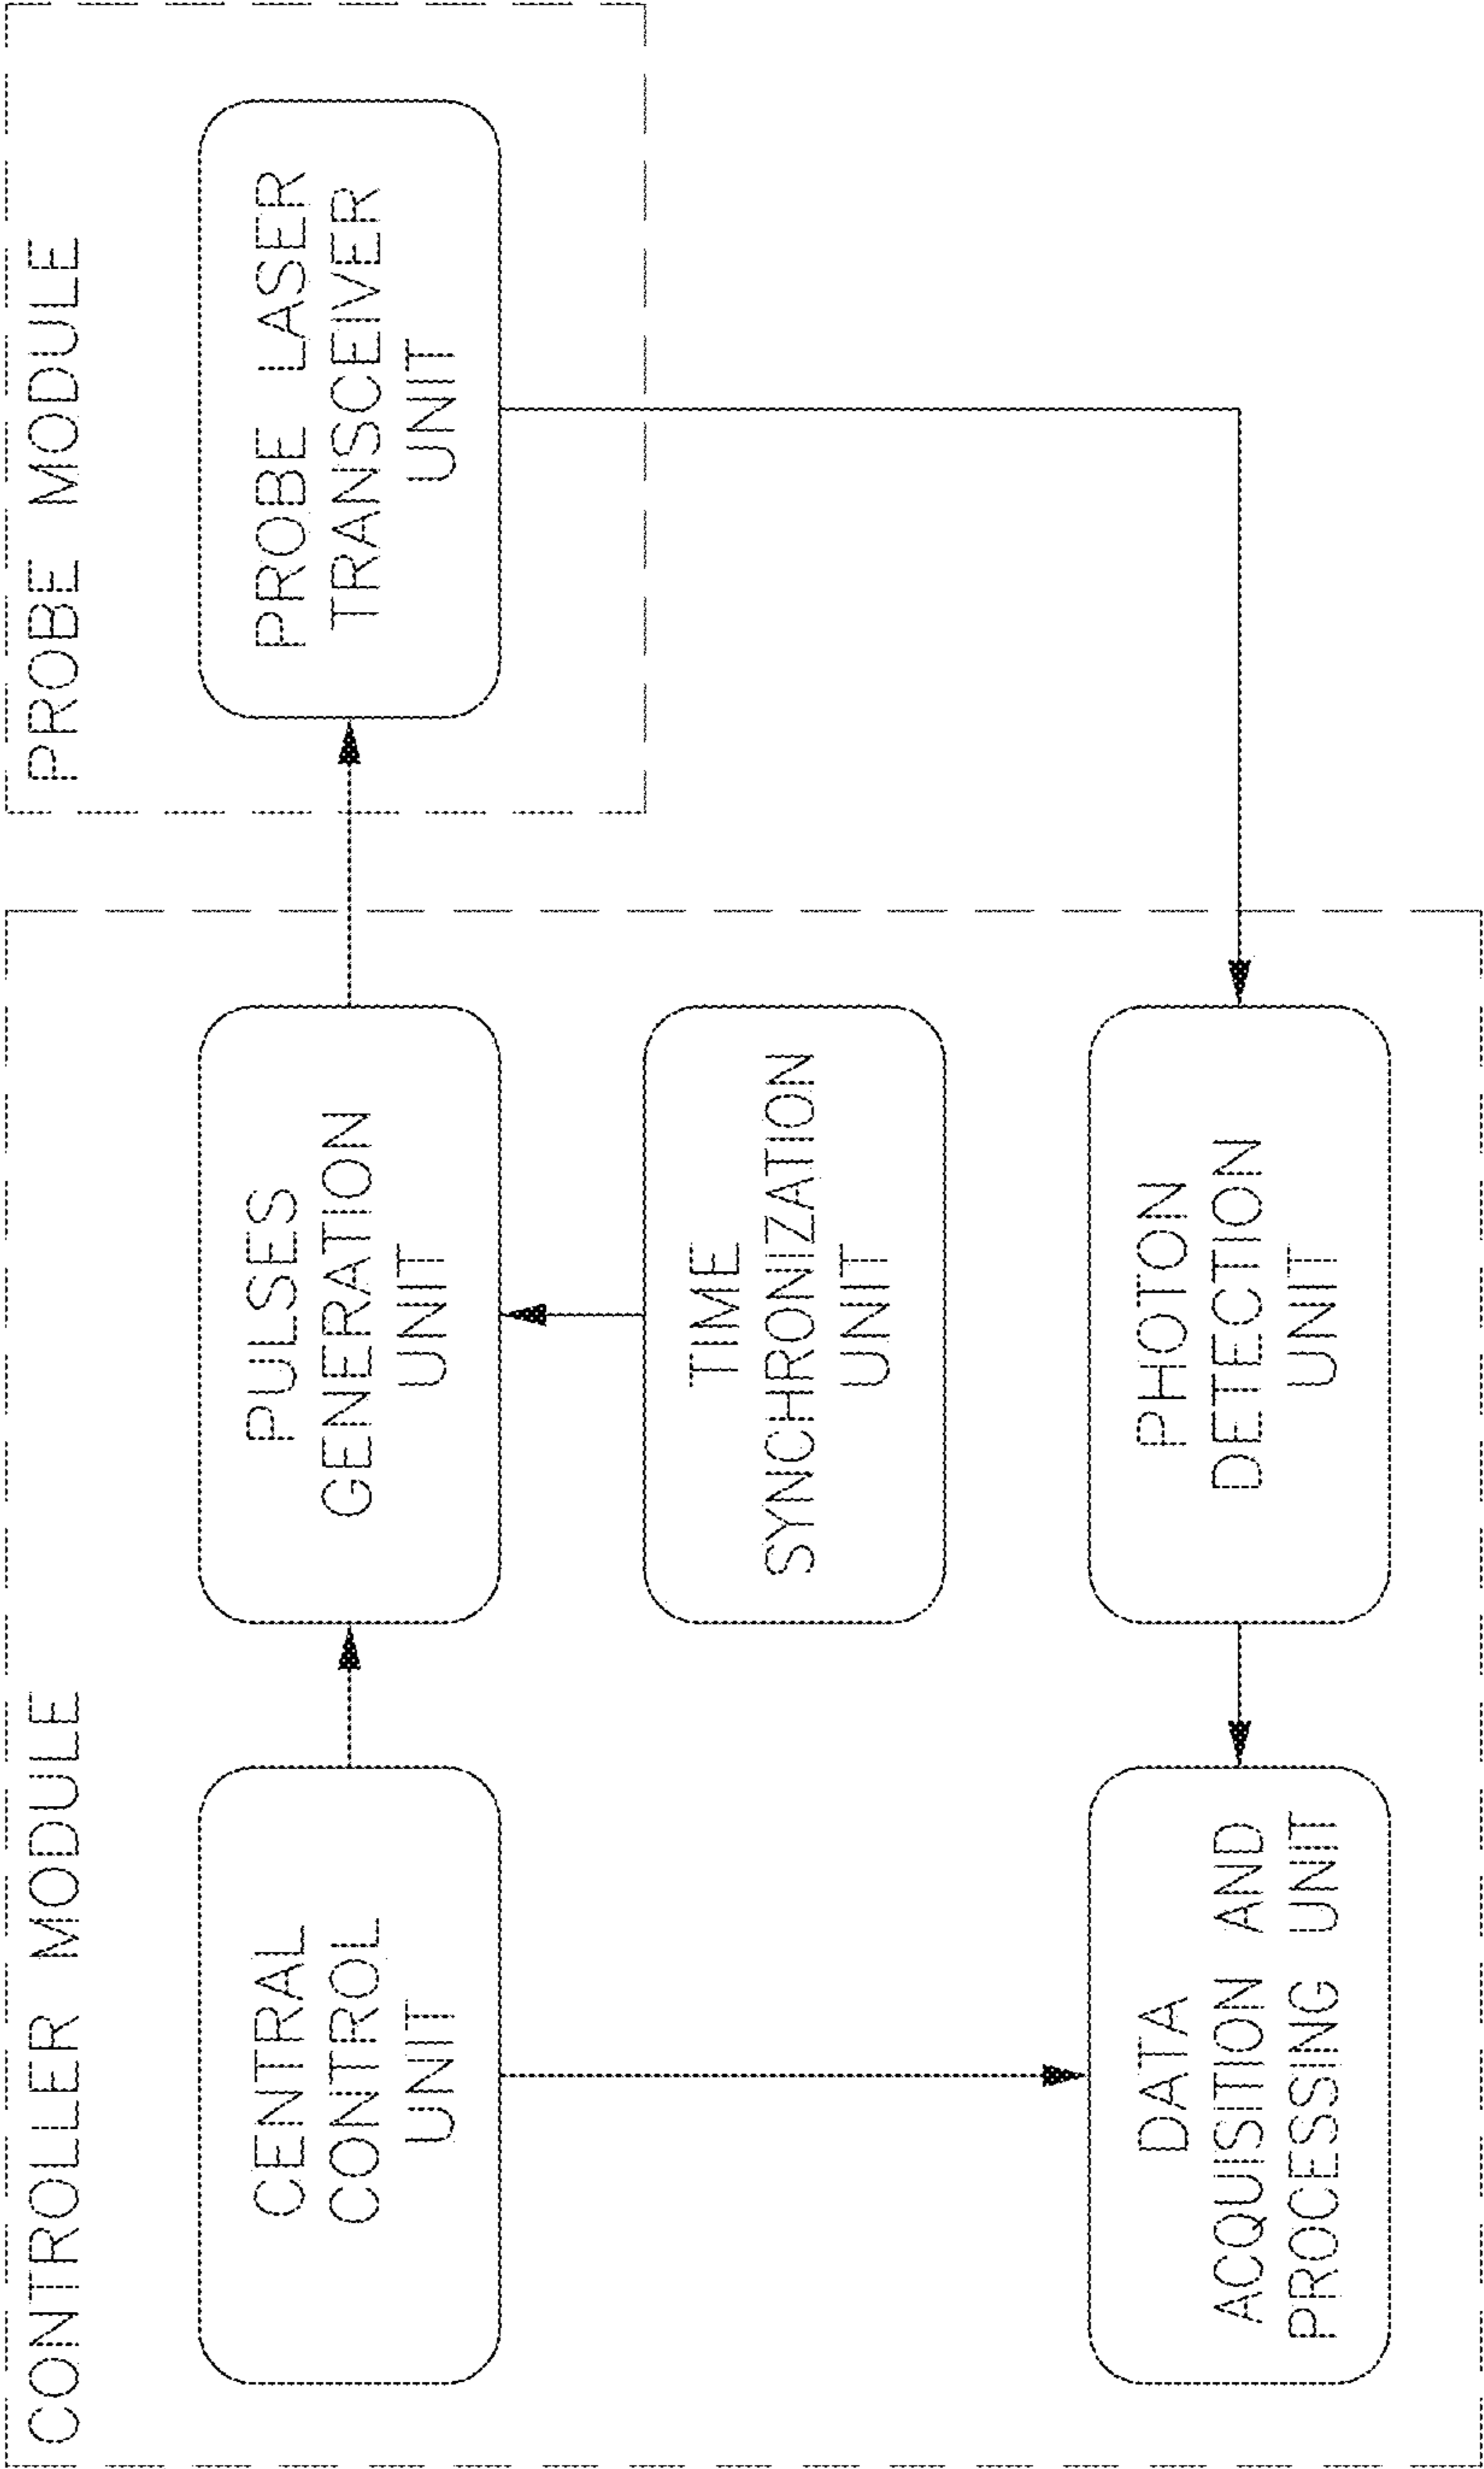 CONTROLLER MODULE
CENTRAL
CONTROL
UNIT
PULSES
GENERATION
UNIT
TIME
SYNCHRONIZATION
UNIT
DATA
ACQUISITION AND
PROCESSING UNIT
PHOTON
DETECTION
UNIT
PROBE MODULE
PROBE LASER
TRANSCEIVER
UNIT